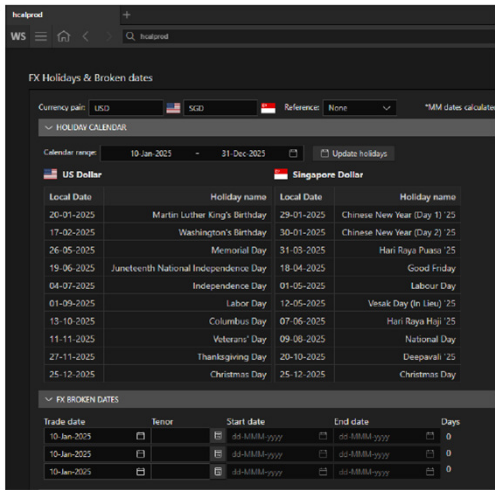 hcalprod
+
WS hcalprod
FX Holidays & Broken dates
Currency pair: USD SGD Reference: None *MM dates calculate
HOLIDAY CALENDAR
Calendar range: 10-Jan-2025 - 31-Dec-2025 Update holidays
US Dollar Singapore Dollar
Local Date Holiday name Local Date Holiday name
20-01-2025 Martin Luther King's Birthday 29-01-2025 Chinese New Year (Day 1) '25
17-02-2025 Washington's Birthday 30-01-2025 Chinese New Year (Day 2) '25
26-05-2025 Memorial Day 31-03-2025 Hari Raya Puasa '25
19-06-2025 Juneteenth National Independence Day 18-04-2025 Good Friday
04-07-2025 Independence Day 01-05-2025 Labour Day
01-09-2025 Labor Day 12-05-2025 Vesak Day (In Lieu) '25
13-10-2025 Columbus Day 07-06-2025 Hari Raya Haji '25
11-11-2025 Veterans' Day 09-08-2025 National Day
27-11-2025 Thanksgiving Day 20-10-2025 Deepavali '25
25-12-2025 Christmas Day 25-12-2025 Christmas Day
FX BROKEN DATES
Trade date Tenor Start date End date Days
10-Jan-2025 dd-MMM-yyyy dd-MMM-yyyy 0
10-Jan-2025 dd-MMM-yyyy dd-MMM-yyyy 0
10-Jan-2025 dd-MMM-yyyy dd-MMM-yyyy 0